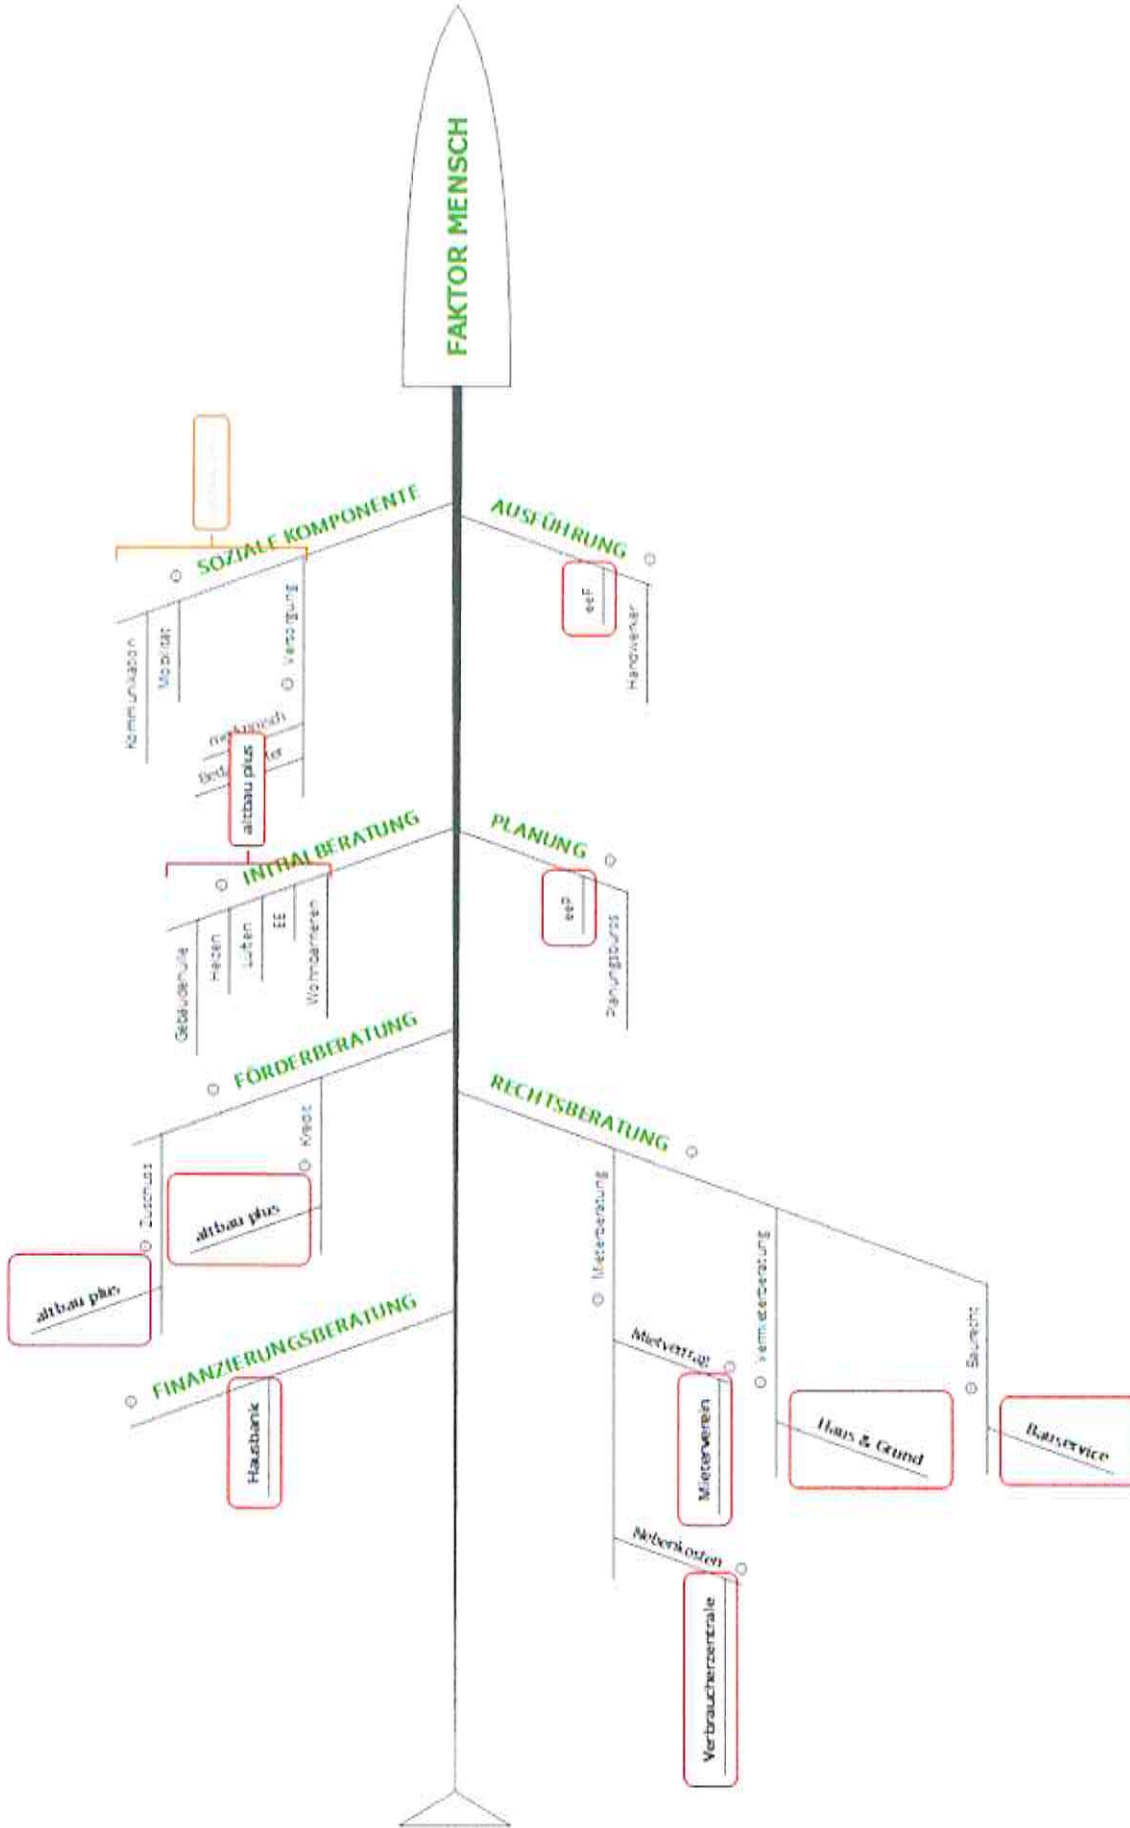 FAKTOR MENSCH
SOZIALE KOMPONENTE
Kommunikation
Mobilität
Versorgung
INITIALBERATUNG
altbau plus
Gebäudehülle
Heizen
Lüften
EE
Wohnbarrieren
FÖRDERBERATUNG
Zuschuss
altbau plus
Kredit
altbau plus
FINANZIERUNGSBERATUNG
Hausbank
AUSFÜHRUNG
eeP
Handwerker
PLANUNG
eeP
Planungsbüros
RECHTSBERATUNG
Mieterberatung
Mietvertrag
Mieterverein
Nebenkosten
Verbraucherzentrale
Vermieterberatung
Haus & Grund
Baurecht
Bauservice